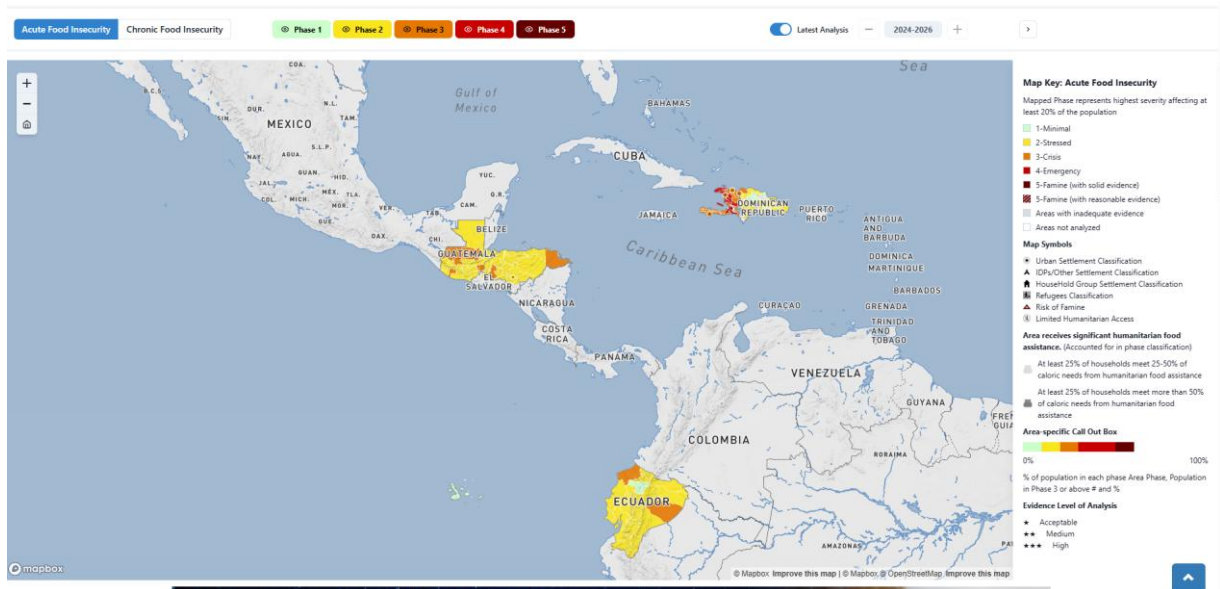 Acute Food Insecurity Chronic Food Insecurity Phase 1 Phase 2 Phase 3 Phase 4 Phase 5 Latest Analysis 2024-2026
COA.
Sea
B.C.S.
Gulf of
Mexico
DUR. N.L.
BAHAMAS
SIN. TAM.
MEXICO
S.L.P.
NAY. AGUA.
CUBA
GUAN. HID.
YUC.
JAL.
Q.R.
COL. MICH. MÉX. TLA.
MOR. VER. CAM.
DOMINICAN
REPUBLIC
PUERTO
RICO
GUE. TAB.
JAMAICA
ANTIGUA
AND
BARBUDA
OAX. CHI. BELIZE
Caribbean Sea
GUATEMALA
DOMINICA
EL
SALVADOR
MARTINIQUE
NICARAGUA
BARBADOS
CURAÇAO GRENADA
COSTA
RICA
TRINIDAD
AND
TOBAGO
PANAMA
VENEZUELA
GUYANA
FRE
GUIA
COLOMBIA
RORAIMA
ECUADOR
AMAZONAS
PA
mapbox
© Mapbox Improve this map | © Mapbox © OpenStreetMap Improve this map
Map Key: Acute Food Insecurity
Mapped Phase represents highest severity affecting at
least 20% of the population
1-Minimal
2-Stressed
3-Crisis
4-Emergency
5-Famine (with solid evidence)
5-Famine (with reasonable evidence)
Areas with inadequate evidence
Areas not analyzed
Map Symbols
Urban Settlement Classification
IDPs/Other Settlement Classification
HouseHold Group Settlement Classification
Refugees Classification
Risk of Famine
Limited Humanitarian Access
Area receives significant humanitarian food
assistance. (Accounted for in phase classification)
At least 25% of households meet 25-50% of
caloric needs from humanitarian food assistance
At least 25% of households meet more than 50%
of caloric needs from humanitarian food
assistance
Area-specific Call Out Box
0% 100%
% of population in each phase Area Phase, Population
in Phase 3 or above # and %
Evidence Level of Analysis
★ Acceptable
★★ Medium
★★★ High